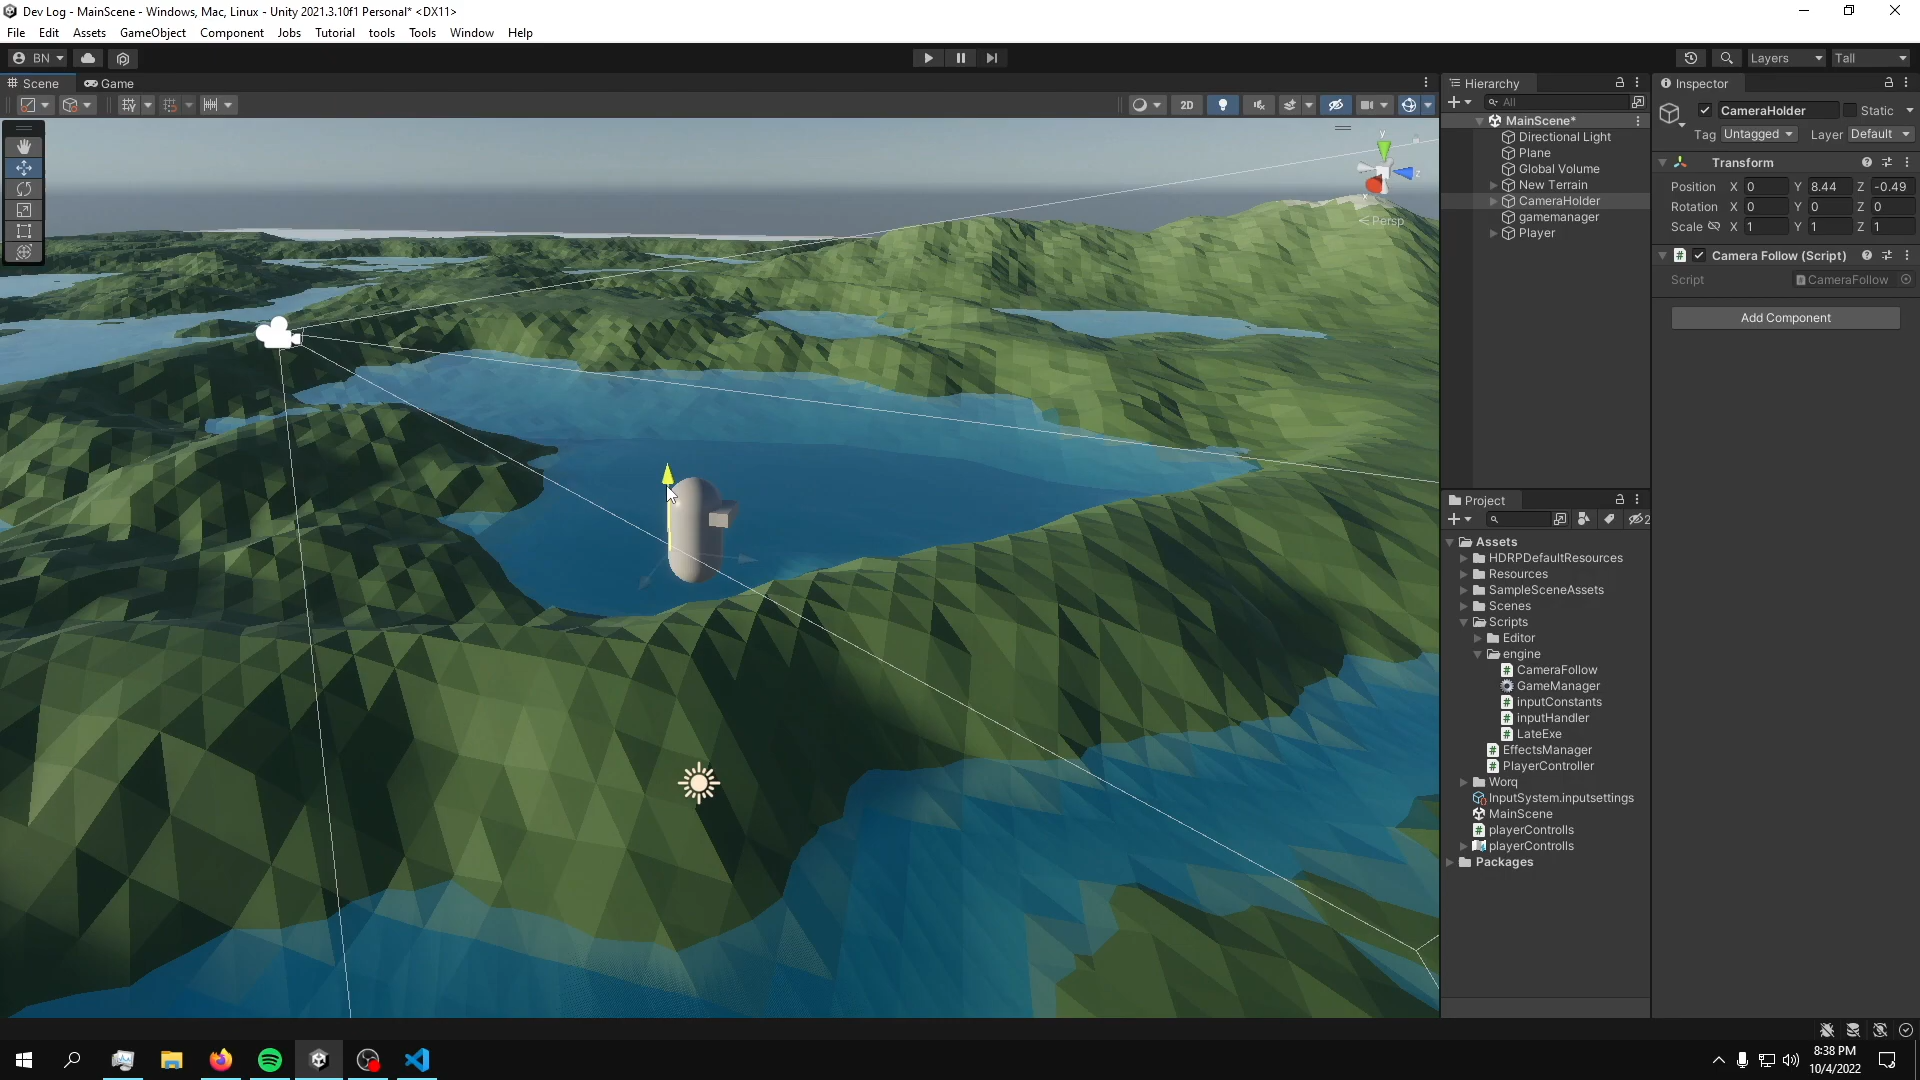 Dev Log - MainScene - Windows, Mac, Linux - Unity 2021.3.10f1 Personal* <DX11>
File Edit Assets GameObject Component Jobs Tutorial tools Tools Window Help
BN Layers Tall
Scene Game
2D
y
z
x
Persp
Hierarchy
All
MainScene*
Directional Light
Plane
Global Volume
New Terrain
CameraHolder
gamemanager
Player
Project
2
Assets
HDRPDefaultResources
Resources
SampleSceneAssets
Scenes
Scripts
Editor
engine
CameraFollow
GameManager
inputConstants
inputHandler
LateExe
EffectsManager
PlayerController
Worq
InputSystem.inputsettings
MainScene
playerControlls
playerControlls
Packages
Inspector
CameraHolder Static
Tag Untagged Layer Default
Transform
Position X 0 Y 8.44 Z -0.49
Rotation X 0 Y 0 Z 0
Scale X 1 Y 1 Z 1
Camera Follow (Script)
Script CameraFollow
Add Component
8:38 PM
10/4/2022